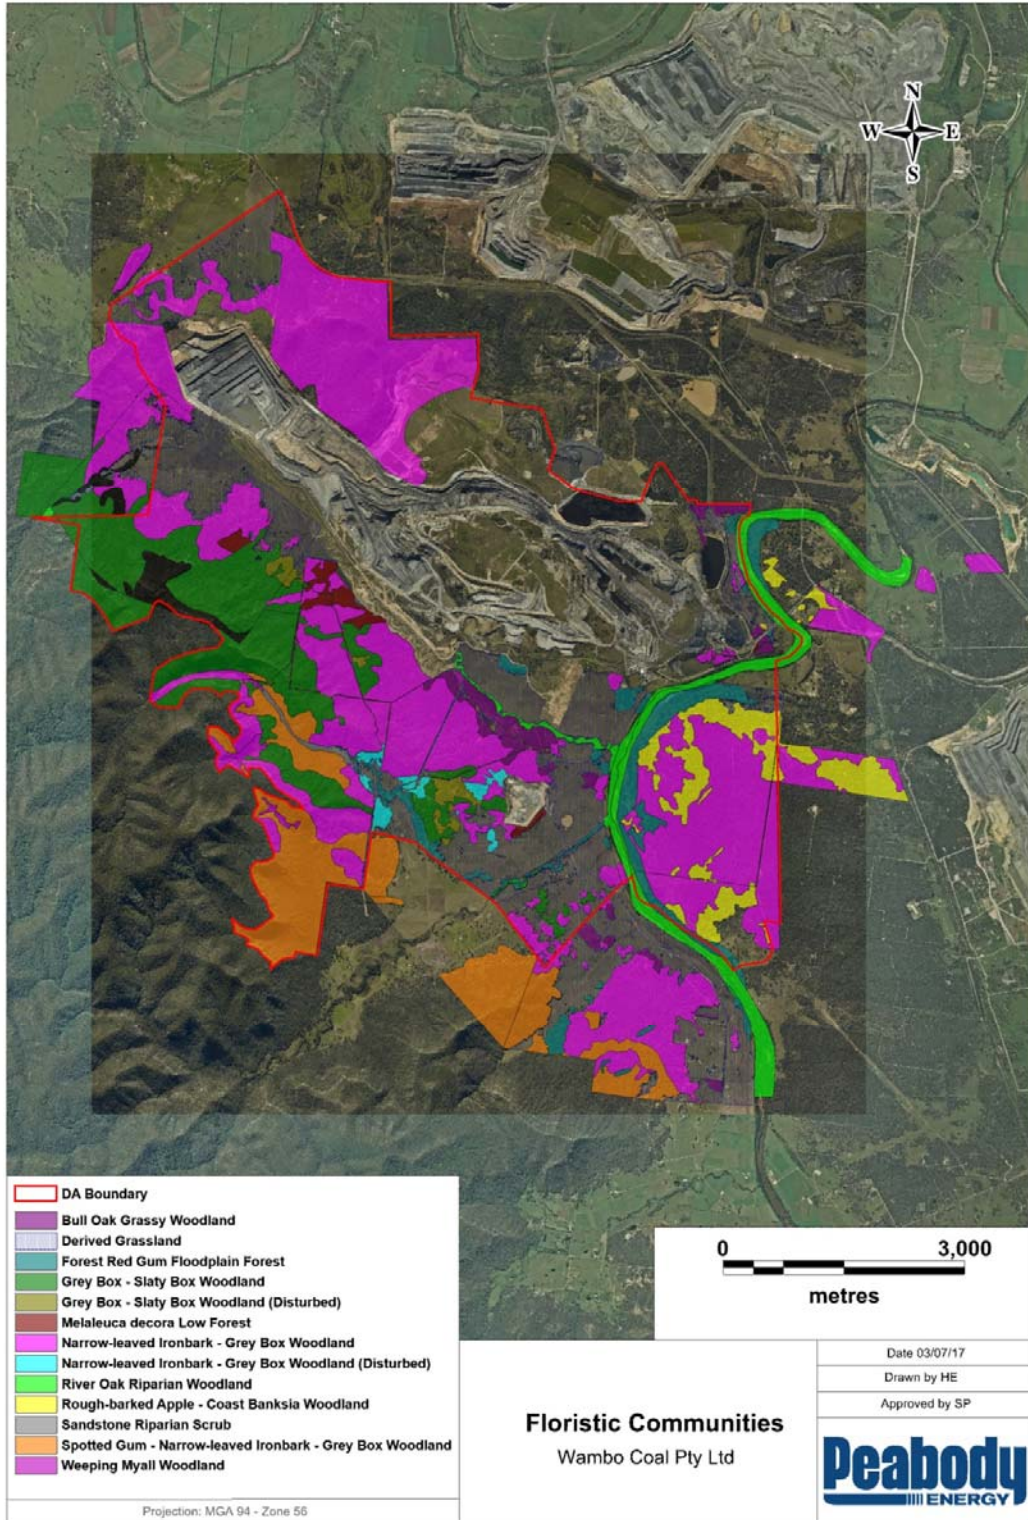 N
W E
S
DA Boundary
Bull Oak Grassy Woodland
Derived Grassland
Forest Red Gum Floodplain Forest
Grey Box - Slaty Box Woodland
Grey Box - Slaty Box Woodland (Disturbed)
Melaleuca decora Low Forest
Narrow-leaved Ironbark - Grey Box Woodland
Narrow-leaved Ironbark - Grey Box Woodland (Disturbed)
River Oak Riparian Woodland
Rough-barked Apple - Coast Banksia Woodland
Sandstone Riparian Scrub
Spotted Gum - Narrow-leaved Ironbark - Grey Box Woodland
Weeping Myall Woodland
Projection: MGA 94 - Zone 56
0 3,000
metres
Floristic Communities
Wambo Coal Pty Ltd
Date 03/07/17
Drawn by HE
Approved by SP
Peabody
ENERGY